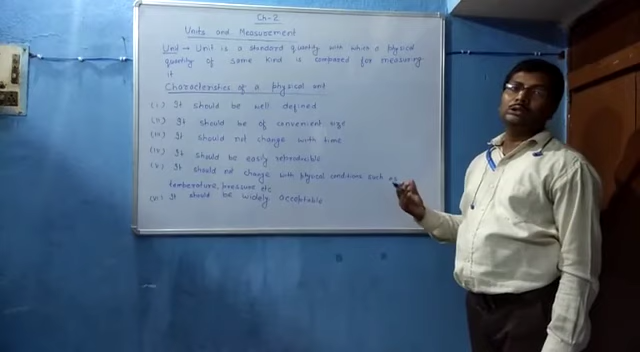 Ch-2
Units and Measurement
Unit → Unit is a standard quantity with which a physical
quantity of same kind is compared for measuring
it
Characteristics of a physical unit
(i) It should be well defined
(ii) It should be of convenient size
(iii) It should not change with time
(iv) It should be easily reproducible
(v) It should not change with physical conditions such as
temperature, pressure etc
(vi) It should be widely acceptable